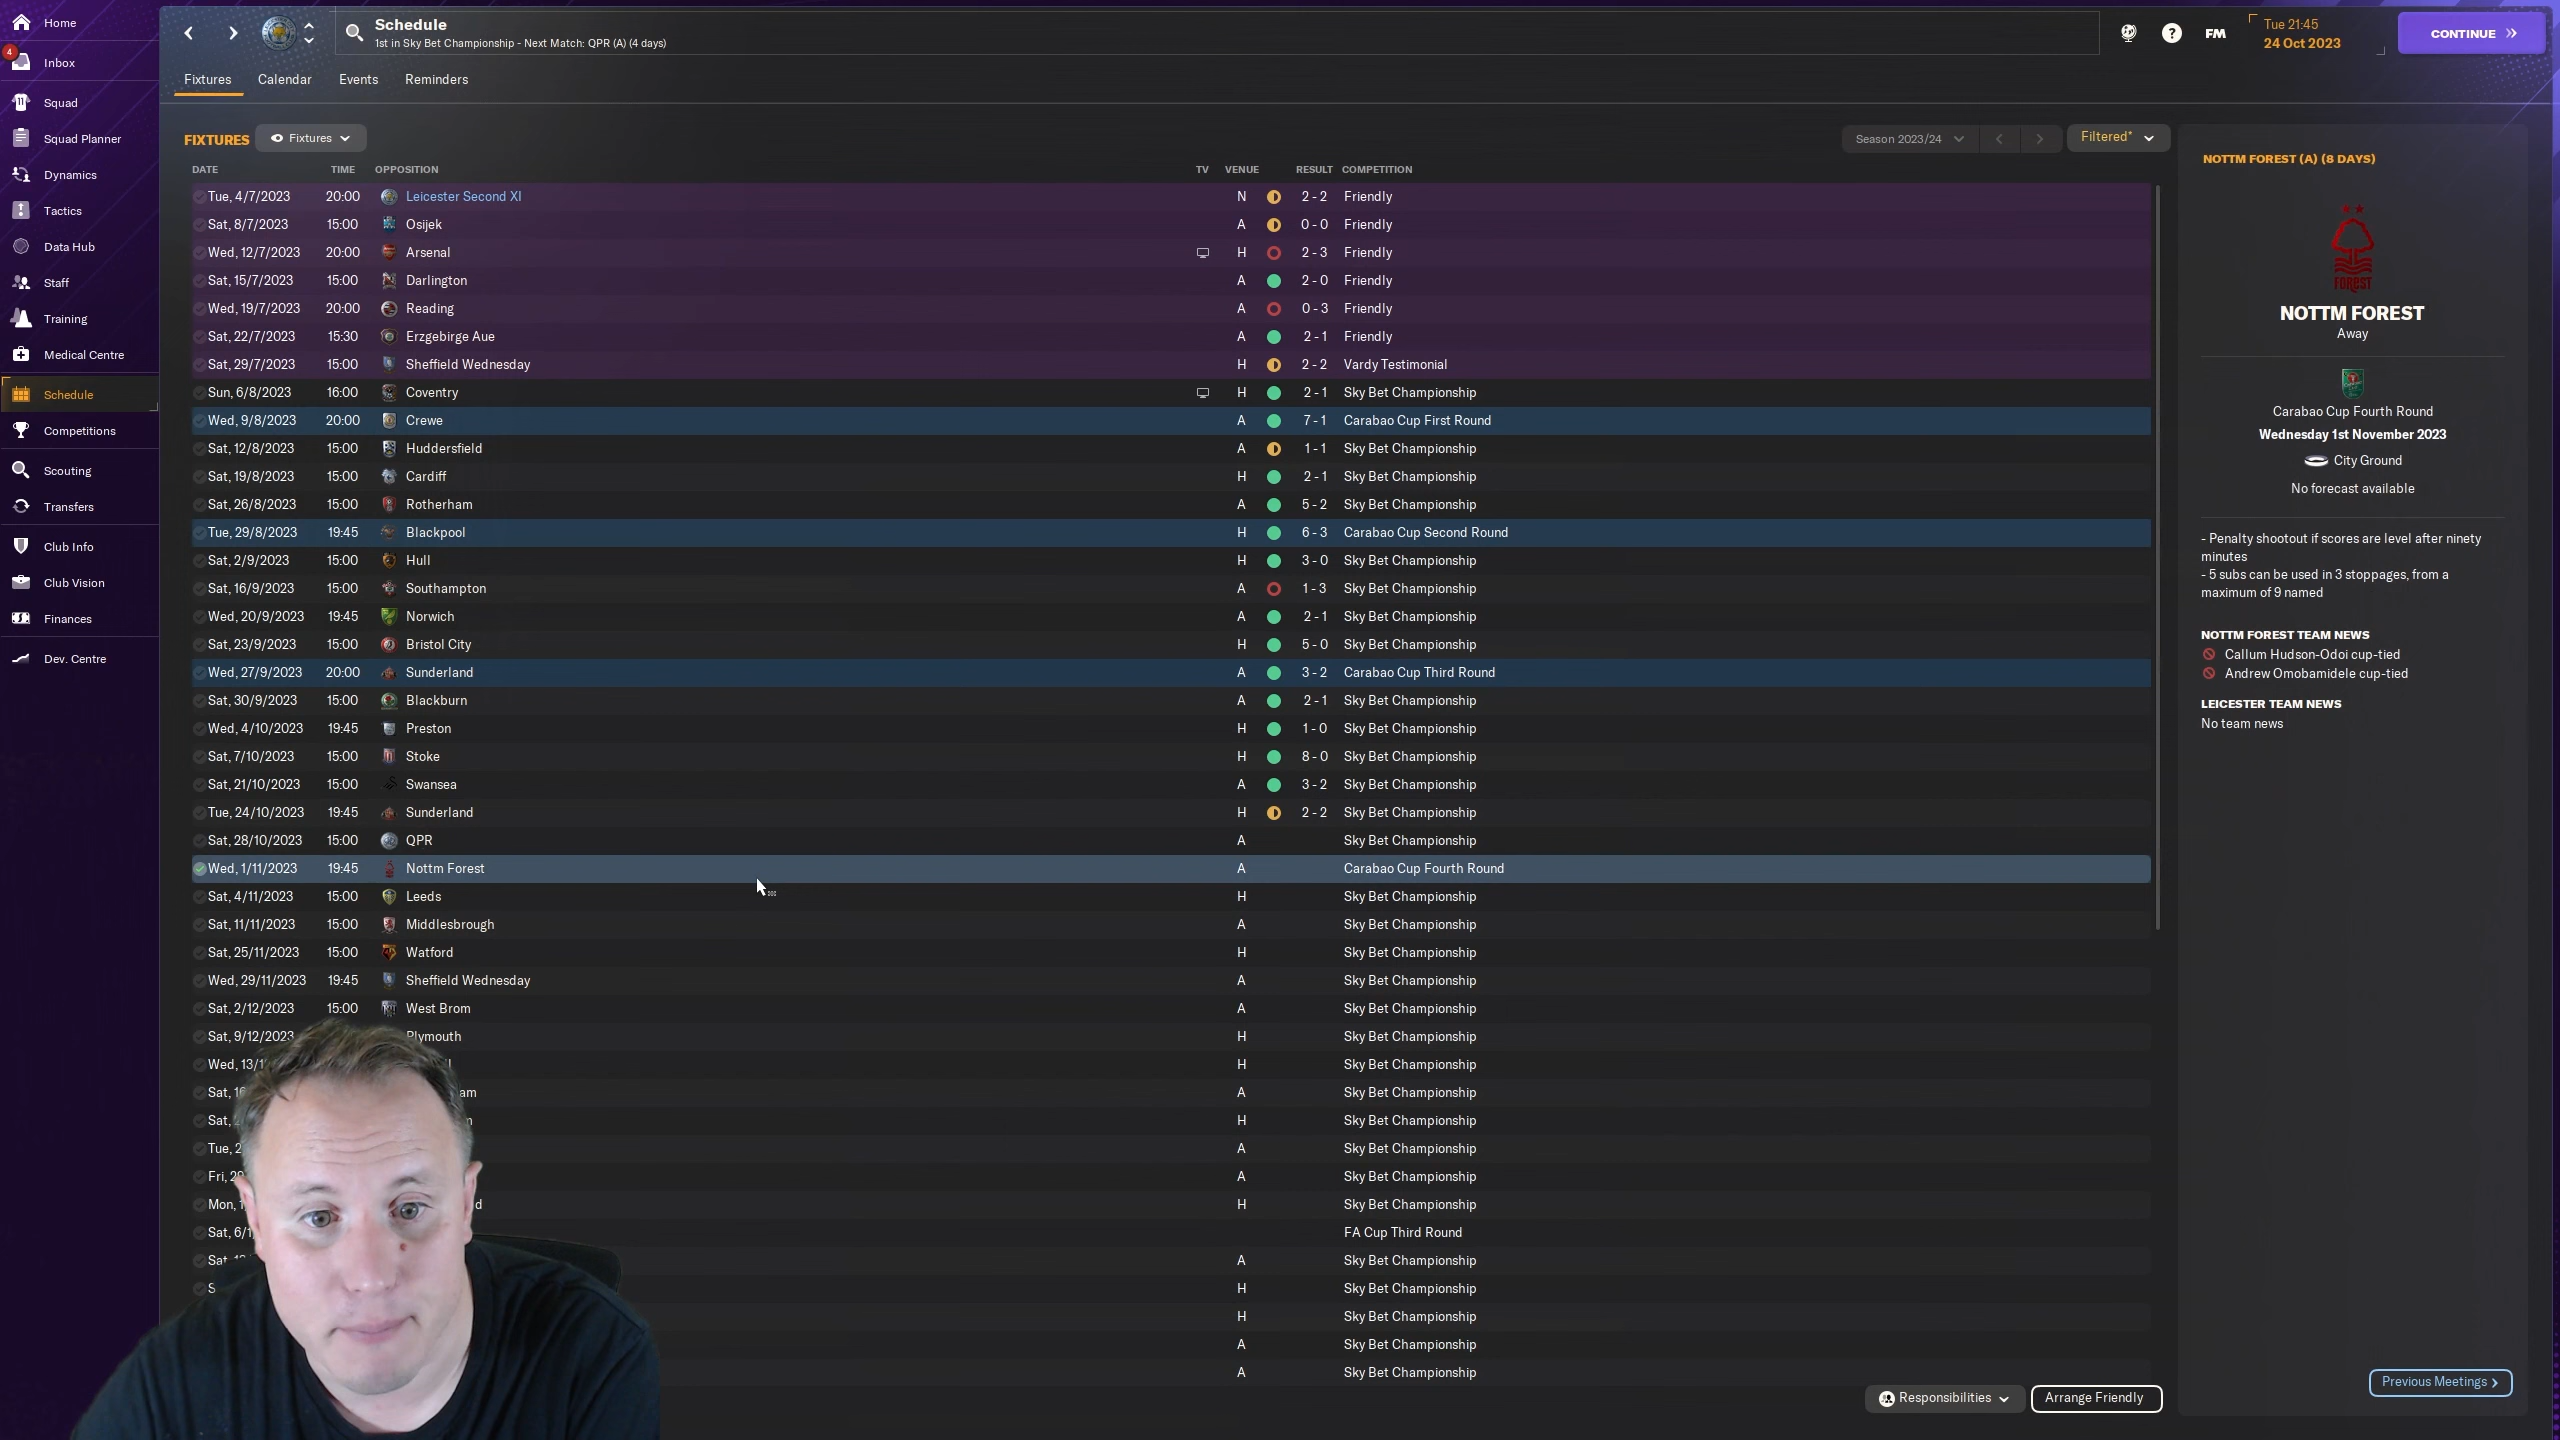 Home
4
Inbox
Squad
Squad Planner
Dynamics
Tactics
Data Hub
Staff
Training
Medical Centre
Schedule
Competitions
Scouting
Transfers
Club Info
Club Vision
Finances
Dev. Centre
Schedule
1st in Sky Bet Championship - Next Match: QPR (A) (4 days)
? FM
Tue 21:45
24 Oct 2023
CONTINUE
Fixtures Calendar Events Reminders
FIXTURES Fixtures
Season 2023/24 Filtered*
DATE TIME OPPOSITION TV VENUE RESULT COMPETITION
Tue, 4/7/2023 20:00 Leicester Second XI N 2 - 2 Friendly
Sat, 8/7/2023 15:00 Osijek A 0 - 0 Friendly
Wed, 12/7/2023 20:00 Arsenal H 2 - 3 Friendly
Sat, 15/7/2023 15:00 Darlington A 2 - 0 Friendly
Wed, 19/7/2023 20:00 Reading A 0 - 3 Friendly
Sat, 22/7/2023 15:30 Erzgebirge Aue A 2 - 1 Friendly
Sat, 29/7/2023 15:00 Sheffield Wednesday H 2 - 2 Vardy Testimonial
Sun, 6/8/2023 16:00 Coventry H 2 - 1 Sky Bet Championship
Wed, 9/8/2023 20:00 Crewe A 7 - 1 Carabao Cup First Round
Sat, 12/8/2023 15:00 Huddersfield A 1 - 1 Sky Bet Championship
Sat, 19/8/2023 15:00 Cardiff H 2 - 1 Sky Bet Championship
Sat, 26/8/2023 15:00 Rotherham A 5 - 2 Sky Bet Championship
Tue, 29/8/2023 19:45 Blackpool H 6 - 3 Carabao Cup Second Round
Sat, 2/9/2023 15:00 Hull H 3 - 0 Sky Bet Championship
Sat, 16/9/2023 15:00 Southampton A 1 - 3 Sky Bet Championship
Wed, 20/9/2023 19:45 Norwich A 2 - 1 Sky Bet Championship
Sat, 23/9/2023 15:00 Bristol City H 5 - 0 Sky Bet Championship
Wed, 27/9/2023 20:00 Sunderland A 3 - 2 Carabao Cup Third Round
Sat, 30/9/2023 15:00 Blackburn A 2 - 1 Sky Bet Championship
Wed, 4/10/2023 19:45 Preston H 1 - 0 Sky Bet Championship
Sat, 7/10/2023 15:00 Stoke H 8 - 0 Sky Bet Championship
Sat, 21/10/2023 15:00 Swansea A 3 - 2 Sky Bet Championship
Tue, 24/10/2023 19:45 Sunderland H 2 - 2 Sky Bet Championship
Sat, 28/10/2023 15:00 QPR A Sky Bet Championship
Wed, 1/11/2023 19:45 Nottm Forest A Carabao Cup Fourth Round
Sat, 4/11/2023 15:00 Leeds H Sky Bet Championship
Sat, 11/11/2023 15:00 Middlesbrough A Sky Bet Championship
Sat, 25/11/2023 15:00 Watford H Sky Bet Championship
Wed, 29/11/2023 19:45 Sheffield Wednesday A Sky Bet Championship
Sat, 2/12/2023 15:00 West Brom A Sky Bet Championship
Sat, 9/12/2023 Plymouth H Sky Bet Championship
Wed, H Sky Bet Championship
Sat, A Sky Bet Championship
Sat, H Sky Bet Championship
Tue, A Sky Bet Championship
Fri, A Sky Bet Championship
Mon, H Sky Bet Championship
Sat, FA Cup Third Round
Sat, A Sky Bet Championship
H Sky Bet Championship
H Sky Bet Championship
A Sky Bet Championship
A Sky Bet Championship
Responsibilities Arrange Friendly
NOTTM FOREST (A) (8 DAYS)
FOREST
NOTTM FOREST
Away
Carabao Cup Fourth Round
Wednesday 1st November 2023
City Ground
No forecast available
- Penalty shootout if scores are level after ninety
minutes
- 5 subs can be used in 3 stoppages, from a
maximum of 9 named
NOTTM FOREST TEAM NEWS
Callum Hudson-Odoi cup-tied
Andrew Omobamidele cup-tied
LEICESTER TEAM NEWS
No team news
Previous Meetings